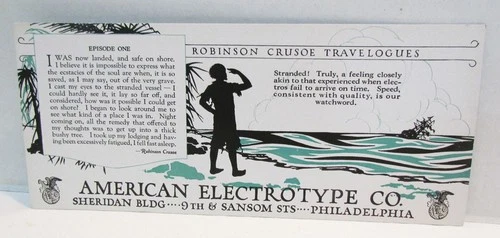 ROBINSON CRUSOE TRAVELOGUES
EPISODE ONE
I WAS now landed, and safe on shore.
I believe it is impossible to express what
the ecstacies of the soul are, when it is so
saved, as I may say, out of the very grave.
I cast my eyes to the stranded vessel — I
could hardly see it, it lay so far off, and
considered, how was it possible I could get
on shore? I began to look around me to
see what kind of a place I was in. Night
coming on, all the remedy that offered to
my thoughts was to get up into a thick
bushy tree. I took up my lodging and hav-
ing been excessively fatigued, I fell fast asleep.
—Robinson Crusoe
Stranded! Truly, a feeling closely
akin to that experienced when elec-
tros fail to arrive on time. Speed,
consistent with quality, is our
watchword.
AMERICAN ELECTROTYPE CO.
SHERIDAN BLDG····9TH & SANSOM STS····PHILADELPHIA